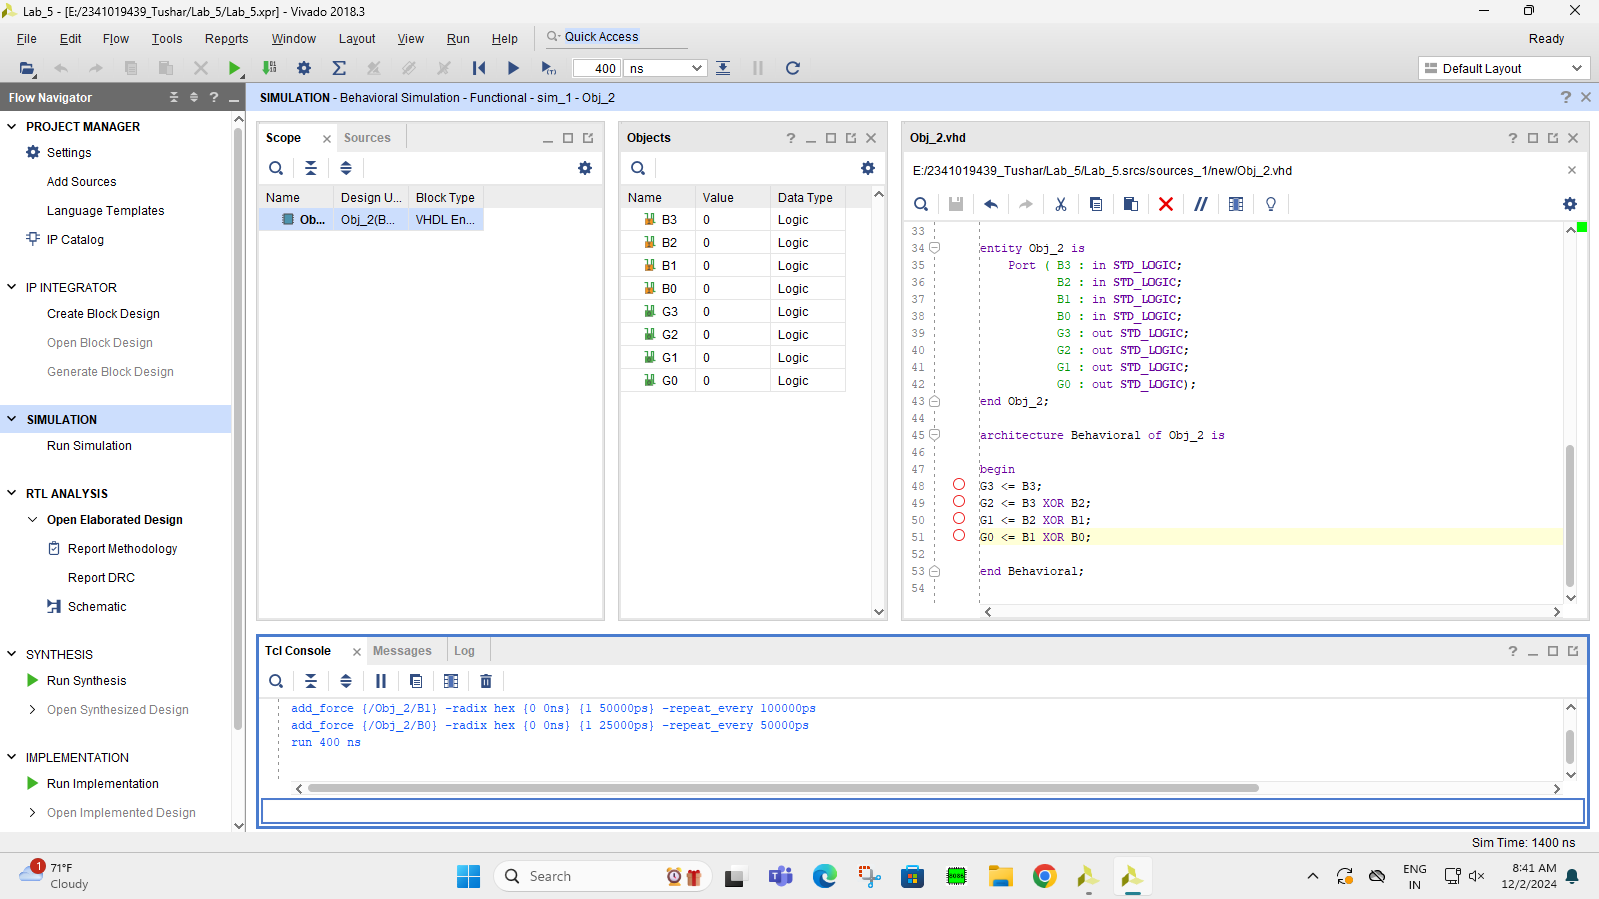 Lab_5 - [E:/2341019439_Tushar/Lab_5/Lab_5.xpr] - Vivado 2018.3
File Edit Flow Tools Reports Window Layout View Run Help Quick Access Ready
400 ns Default Layout
Flow Navigator
SIMULATION - Behavioral Simulation - Functional - sim_1 - Obj_2
PROJECT MANAGER
Settings
Add Sources
Language Templates
IP Catalog
IP INTEGRATOR
Create Block Design
Open Block Design
Generate Block Design
SIMULATION
Run Simulation
RTL ANALYSIS
Open Elaborated Design
Report Methodology
Report DRC
Schematic
SYNTHESIS
Run Synthesis
Open Synthesized Design
IMPLEMENTATION
Run Implementation
Open Implemented Design
Scope Sources
Name Design U... Block Type
Ob... Obj_2(B... VHDL En...
Objects
Name Value Data Type
B3 0 Logic
B2 0 Logic
B1 0 Logic
B0 0 Logic
G3 0 Logic
G2 0 Logic
G1 0 Logic
G0 0 Logic
Obj_2.vhd
E:/2341019439_Tushar/Lab_5/Lab_5.srcs/sources_1/new/Obj_2.vhd
33
34 entity Obj_2 is
35 Port ( B3 : in STD_LOGIC;
36 B2 : in STD_LOGIC;
37 B1 : in STD_LOGIC;
38 B0 : in STD_LOGIC;
39 G3 : out STD_LOGIC;
40 G2 : out STD_LOGIC;
41 G1 : out STD_LOGIC;
42 G0 : out STD_LOGIC);
43 end Obj_2;
44
45 architecture Behavioral of Obj_2 is
46
47 begin
48 G3 <= B3;
49 G2 <= B3 XOR B2;
50 G1 <= B2 XOR B1;
51 G0 <= B1 XOR B0;
52
53 end Behavioral;
54
Tcl Console Messages Log
add_force {/Obj_2/B1} -radix hex {0 0ns} {1 50000ps} -repeat_every 100000ps
add_force {/Obj_2/B0} -radix hex {0 0ns} {1 25000ps} -repeat_every 50000ps
run 400 ns
Sim Time: 1400 ns
1
71°F
Cloudy
Search
8086
ENG
IN
8:41 AM
12/2/2024